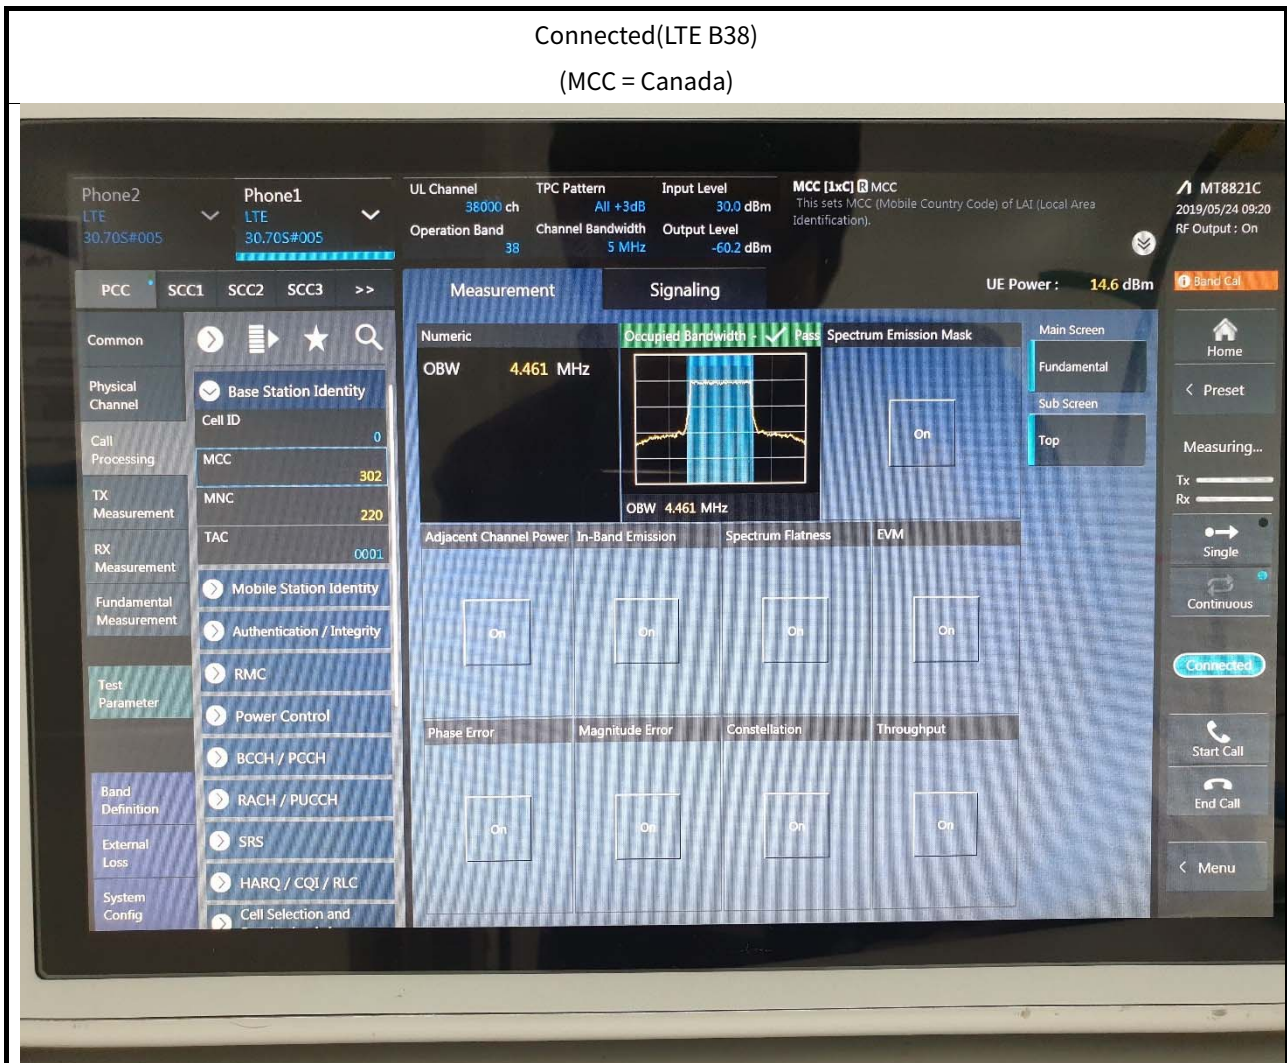 Connected(LTE B38)
(MCC = Canada)
Phone2
LTE
30.70S#005
Phone1
LTE
30.70S#005
UL Channel
38000 ch
Operation Band
38
TPC Pattern
All +3dB
Channel Bandwidth
5 MHz
Input Level
30.0 dBm
Output Level
-60.2 dBm
MCC [1xC] R MCC
This sets MCC (Mobile Country Code) of LAI (Local Area
Identification).
MT8821C
2019/05/24 09:20
RF Output : On
PCC SCC1 SCC2 SCC3 >>
Measurement
Signaling
UE Power : 14.6 dBm
Band Cal
Common
Physical
Channel
Call
Processing
TX
Measurement
RX
Measurement
Fundamental
Measurement
Test
Parameter
Band
Definition
External
Loss
System
Config
Base Station Identity
Cell ID
0
MCC
302
MNC
220
TAC
0001
Mobile Station Identity
Authentication / Integrity
RMC
Power Control
BCCH / PCCH
RACH / PUCCH
SRS
HARQ / CQI / RLC
Cell Selection and
Numeric
OBW 4.461 MHz
Occupied Bandwidth - Pass
OBW 4.461 MHz
Spectrum Emission Mask
On
Adjacent Channel Power
On
In-Band Emission
On
Spectrum Flatness
On
EVM
On
Phase Error
On
Magnitude Error
On
Constellation
On
Throughput
On
Main Screen
Fundamental
Sub Screen
Top
Home
< Preset
Measuring...
Tx
Rx
Single
Continuous
Connected
Start Call
End Call
< Menu